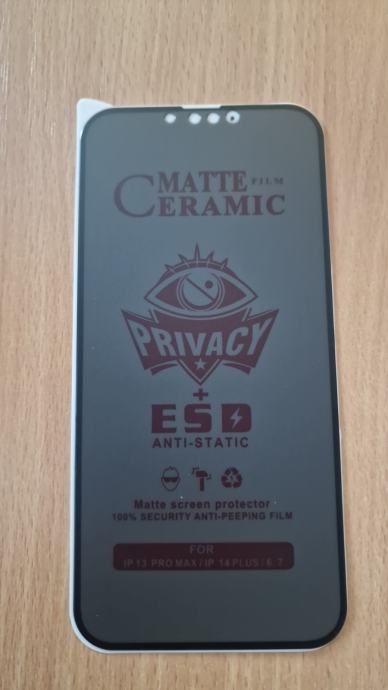 MATTE FILM
CERAMIC
PRIVACY
+
ESD
ANTI-STATIC
Matte screen protector
100% SECURITY ANTI-PEEPING FILM
FOR
IP 13 PRO MAX / IP 14 PLUS / 6.7